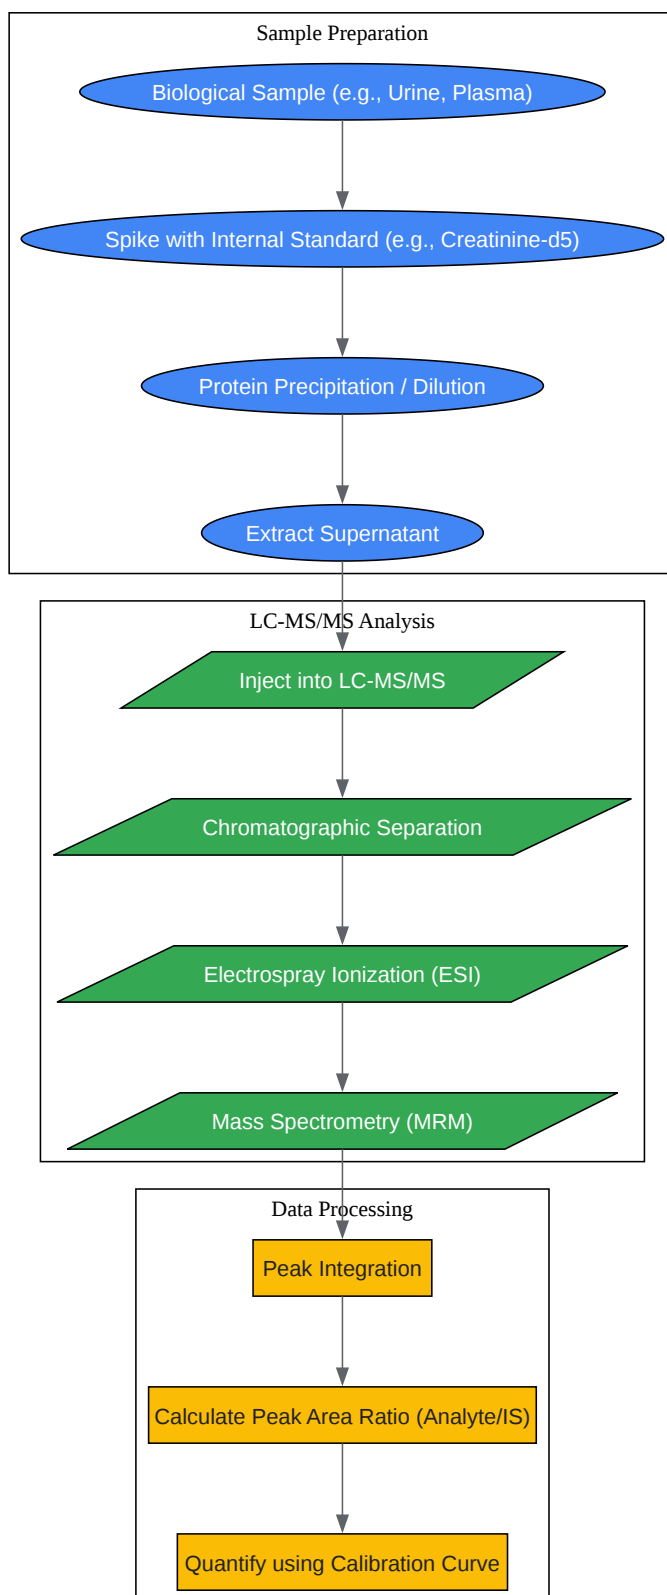 Sample Preparation
Biological Sample (e.g., Urine, Plasma)
Spike with Internal Standard (e.g., Creatinine-d5)
Protein Precipitation / Dilution
Extract Supernatant
LC-MS/MS Analysis
Inject into LC-MS/MS
Chromatographic Separation
Electrospray Ionization (ESI)
Mass Spectrometry (MRM)
Data Processing
Peak Integration
Calculate Peak Area Ratio (Analyte/IS)
Quantify using Calibration Curve